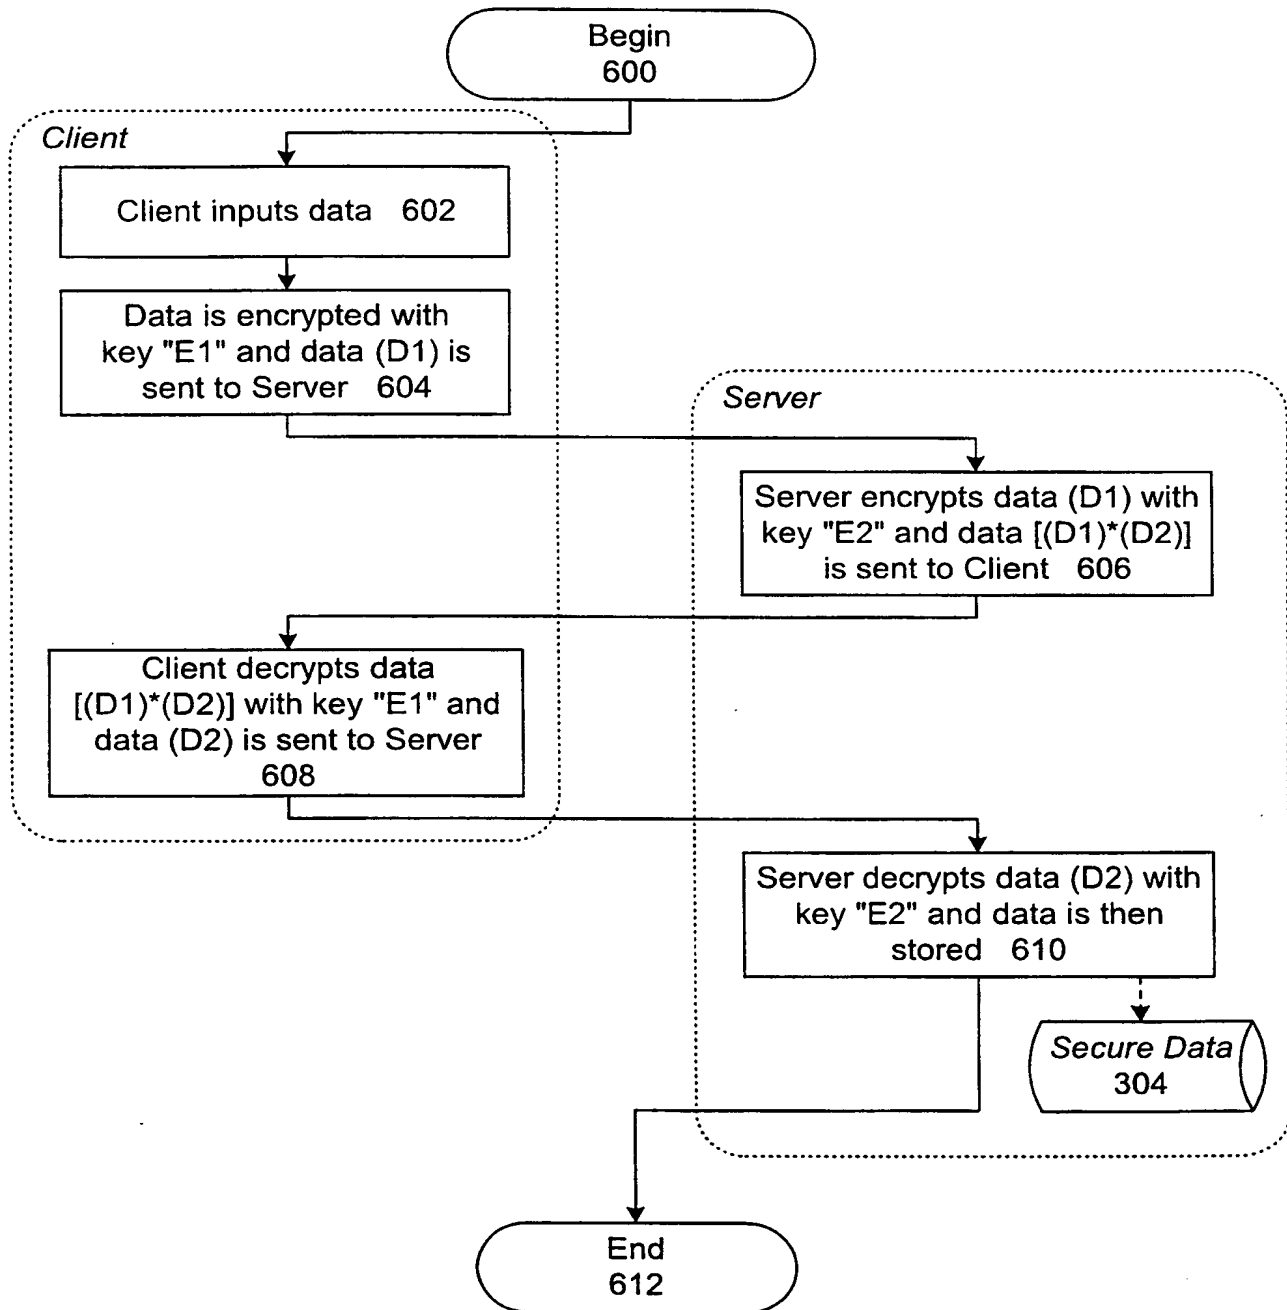 Begin
600
Client
Client inputs data 602
Data is encrypted with
key "E1" and data (D1) is
sent to Server 604
Server
Server encrypts data (D1) with
key "E2" and data [(D1)*(D2)]
is sent to Client 606
Client decrypts data
[(D1)*(D2)] with key "E1" and
data (D2) is sent to Server
608
Server decrypts data (D2) with
key "E2" and data is then
stored 610
Secure Data
304
End
612